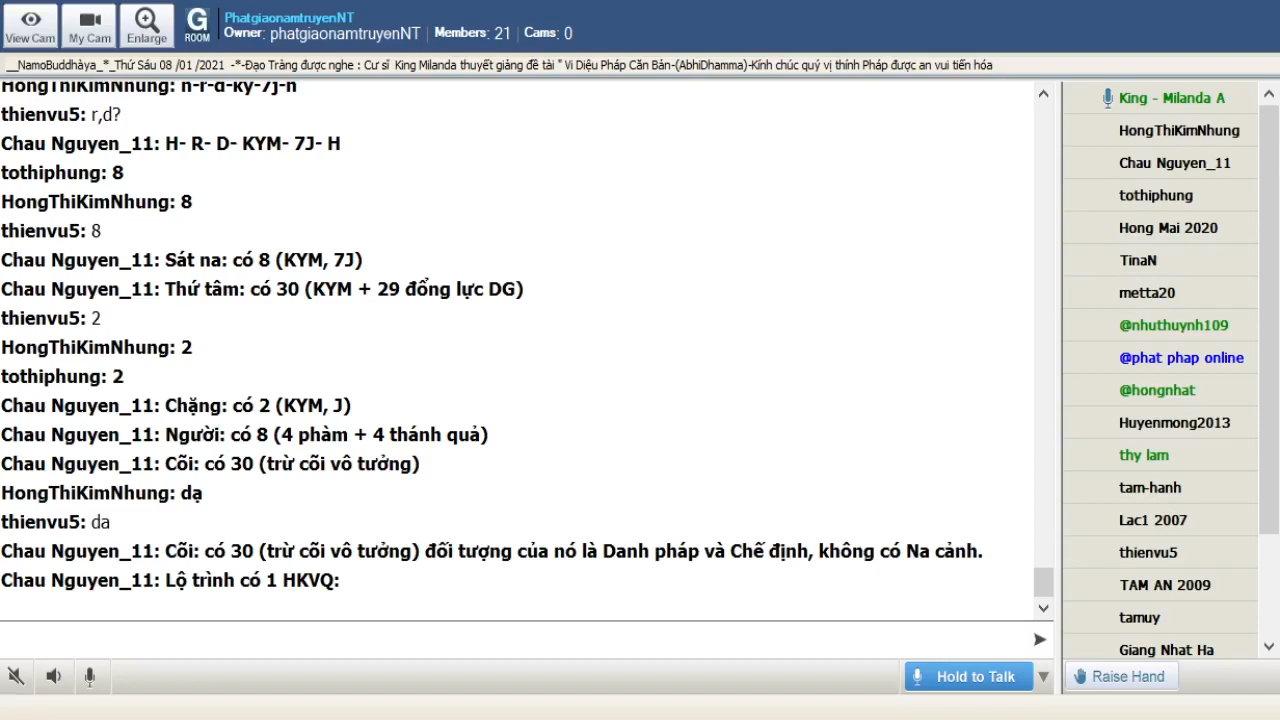 View Cam
My Cam
Enlarge
G
ROOM
PhatgiaonamtruyenNT
Owner: phatgiaonamtruyenNT Members: 21 Cams: 0
__NamoBuddhàya_*_Thứ Sáu 08 /01 /2021 -*-Đạo Tràng được nghe : Cư sĩ King Milanda thuyết giảng đề tài " Vi Diệu Pháp Căn Bản-(AbhiDhamma)-Kính chúc quý vị thính Pháp được an vui tiến hóa
HongThiKimNhung: h-r-d-ky-7j-h
thienvu5: r,d?
Chau Nguyen_11: H- R- D- KYM- 7J- H
tothiphung: 8
HongThiKimNhung: 8
thienvu5: 8
Chau Nguyen_11: Sát na: có 8 (KYM, 7J)
Chau Nguyen_11: Thứ tâm: có 30 (KYM + 29 đổng lực DG)
thienvu5: 2
HongThiKimNhung: 2
tothiphung: 2
Chau Nguyen_11: Chặng: có 2 (KYM, J)
Chau Nguyen_11: Người: có 8 (4 phàm + 4 thánh quả)
Chau Nguyen_11: Cõi: có 30 (trừ cõi vô tưởng)
HongThiKimNhung: dạ
thienvu5: da
Chau Nguyen_11: Cõi: có 30 (trừ cõi vô tưởng) đối tượng của nó là Danh pháp và Chế định, không có Na cảnh.
Chau Nguyen_11: Lộ trình có 1 HKVQ:
King - Milanda A
HongThiKimNhung
Chau Nguyen_11
tothiphung
Hong Mai 2020
TinaN
metta20
@nhuthuynh109
@phat phap online
@hongnhat
Huyenmong2013
thy lam
tam-hanh
Lac1 2007
thienvu5
TAM AN 2009
tamuy
Giang Nhat Ha
Hold to Talk
Raise Hand